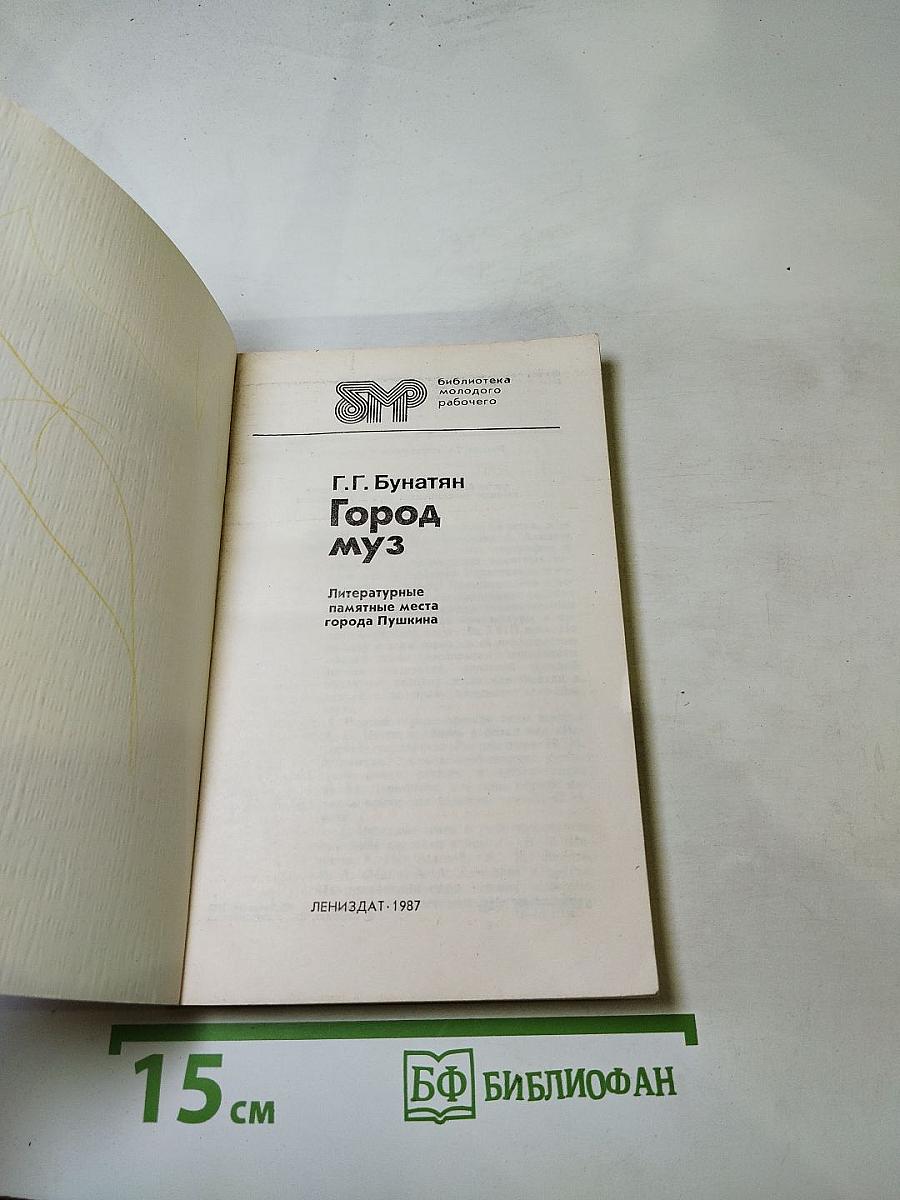 бмр
библиотека
молодого
рабочего
Г.Г. Бунатян
Город
муз
Литературные
памятные места
города Пушкина
ЛЕНИЗДАТ·1987
15 см
БФ БИБЛИОФАН